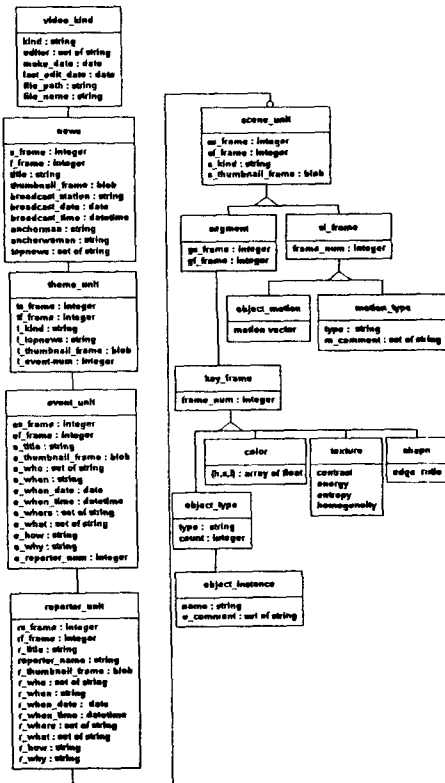 video_kind
kind : string
editor : set of string
make_date : date
last_edit_date : date
file_path : string
file_name : string
news
s_frame : integer
f_frame : integer
title : string
thumbnail_frame : blob
broadcast_station : string
broadcast_date : date
broadcast_time : datetime
anchorman : string
anchorwoman : string
topnews : set of string
theme_unit
ts_frame : integer
tf_frame : integer
t_kind : string
t_topnews : string
t_thumbnail_frame : blob
t_event-num : integer
event_unit
es_frame : integer
ef_frame : integer
e_title : string
e_thumbnail_frame : blob
e_who : set of string
e_when : string
e_when_date : date
e_when_time : datetime
e_where : set of string
e_what : set of string
e_how : string
e_why : string
e_reporter_num : integer
reporter_unit
rs_frame : integer
rf_frame : integer
r_title : string
reporter_name : string
r_thumbnail_frame : blob
r_who : set of string
r_when : string
r_when_date : date
r_when_time : datetime
r_where : set of string
r_what : set of string
r_how : string
r_why : string
scene_unit
ss_frame : integer
sf_frame : integer
s_kind : string
s_thumbnail_frame : blob
segment
gs_frame : integer
gf_frame : integer
sl_frame
frame_num : integer
object_motion
motion vector
motion_type
type : string
m_comment : set of string
key_frame
frame_num : integer
color
(h,s,i) : array of float
texture
contrast
energy
entropy
homogeneity
shape
edge_ratio
object_type
type : string
count : integer
object_instance
name : string
o_comment : set of string